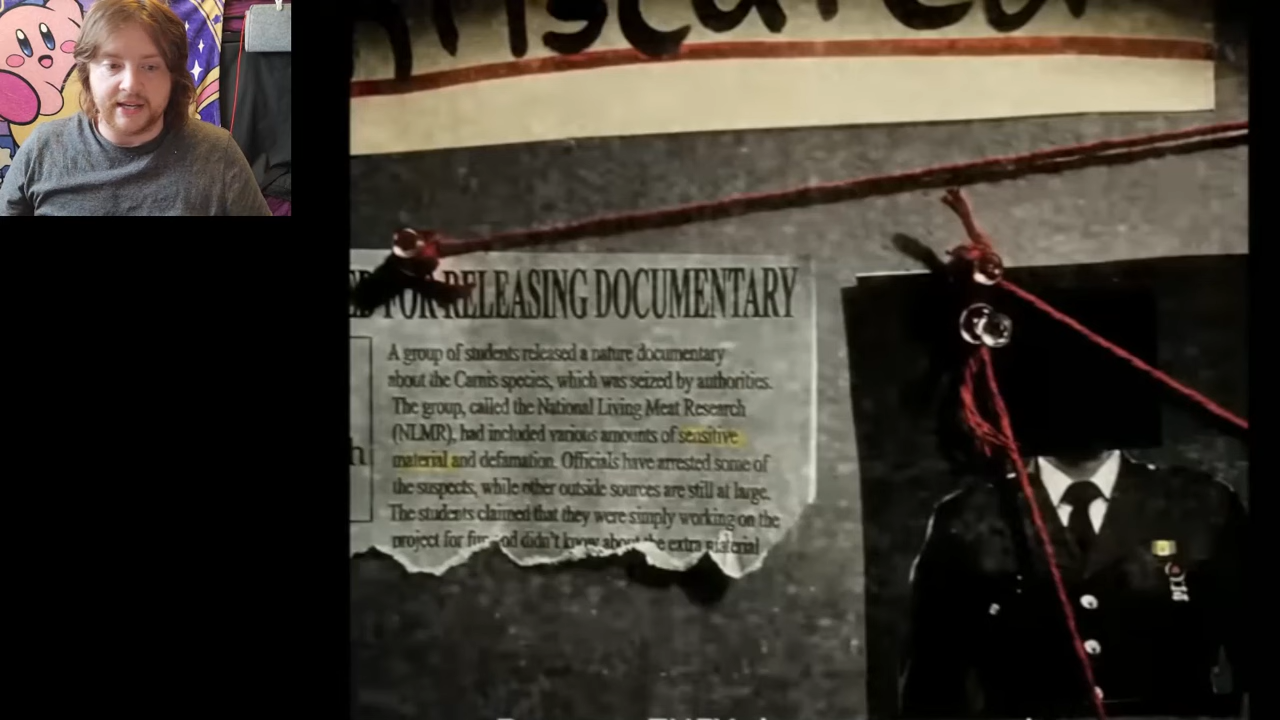 FOR RELEASING DOCUMENTARY
A group of students released a nature documentary
about the Carnis species, which was seized by authorities.
The group, called the National Living Meat Research
(NLMR), had included various amounts of sensitive
material and defamation. Officials have arrested some of
the suspects, while other outside sources are still at large.
The students claimed that they were simply working on the
project for fun and didn't know about the extra material